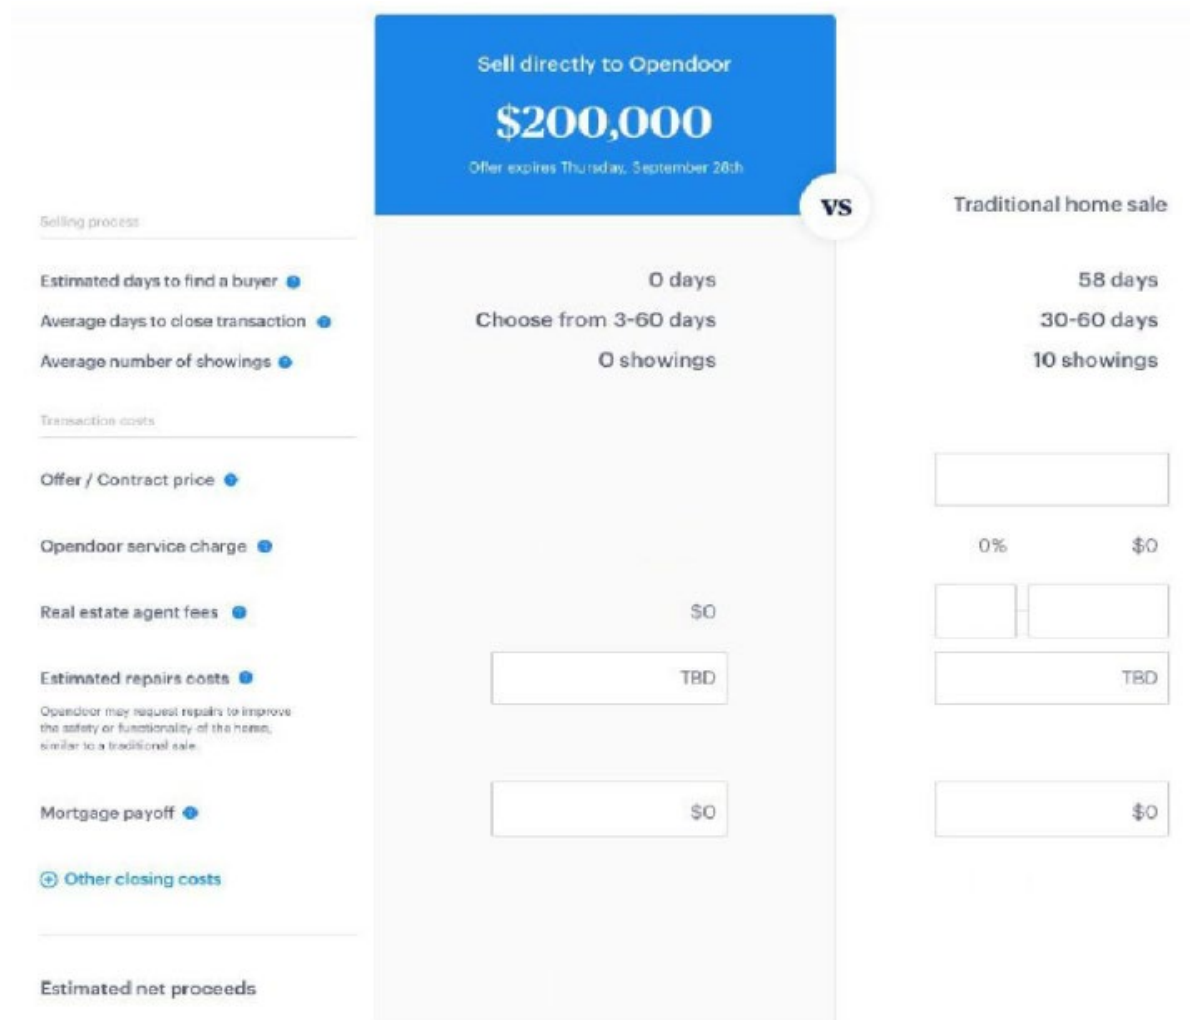 Sell directly to Opendoor
$200,000
Offer expires Thursday, September 28th
vs
Traditional home sale
Selling process
Estimated days to find a buyer 0 days 58 days
Average days to close transaction Choose from 3-60 days 30-60 days
Average number of showings 0 showings 10 showings
Transaction costs
Offer / Contract price
Opendoor service charge 0% $0
Real estate agent fees $0
Estimated repairs costs TBD TBD
Opendoor may request repairs to improve
the safety or functionality of the home,
similar to a traditional sale.
Mortgage payoff $0 $0
Other closing costs
Estimated net proceeds